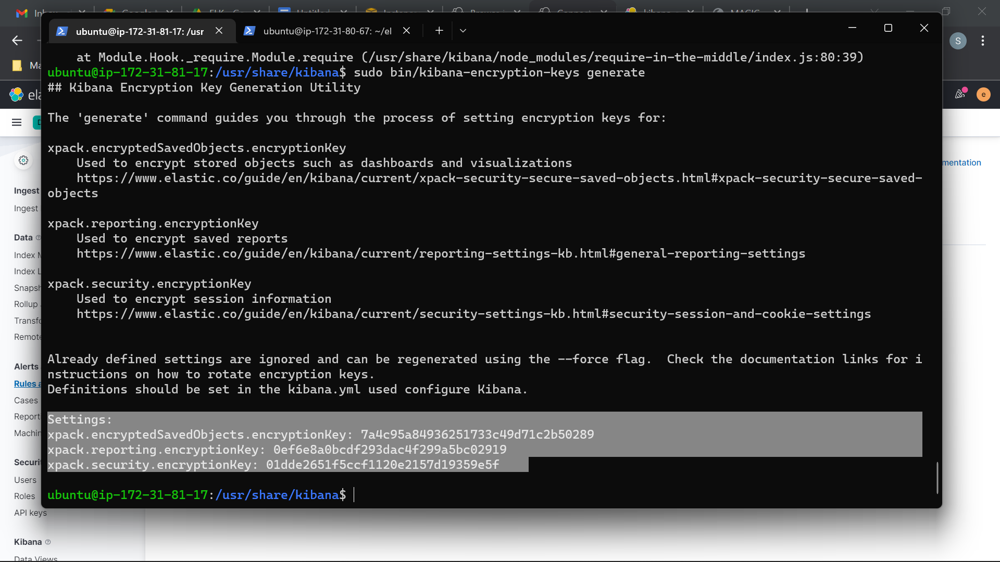 ubuntu@ip-172-31-81-17: /usr
ubuntu@ip-172-31-80-67: ~/el
S
at Module.Hook._require.Module.require (/usr/share/kibana/node_modules/require-in-the-middle/index.js:80:39)
ubuntu@ip-172-31-81-17:/usr/share/kibana$ sudo bin/kibana-encryption-keys generate
## Kibana Encryption Key Generation Utility
e
The 'generate' command guides you through the process of setting encryption keys for:
xpack.encryptedSavedObjects.encryptionKey
Used to encrypt stored objects such as dashboards and visualizations
mentation
https://www.elastic.co/guide/en/kibana/current/xpack-security-secure-saved-objects.html#xpack-security-secure-saved-
objects
xpack.reporting.encryptionKey
Used to encrypt saved reports
https://www.elastic.co/guide/en/kibana/current/reporting-settings-kb.html#general-reporting-settings
xpack.security.encryptionKey
Used to encrypt session information
https://www.elastic.co/guide/en/kibana/current/security-settings-kb.html#security-session-and-cookie-settings
Already defined settings are ignored and can be regenerated using the --force flag.  Check the documentation links for i
nstructions on how to rotate encryption keys.
Definitions should be set in the kibana.yml used configure Kibana.
Settings:
xpack.encryptedSavedObjects.encryptionKey: 7a4c95a84936251733c49d71c2b50289
xpack.reporting.encryptionKey: 0ef6e8a0bcdf293dac4f299a5bc02919
xpack.security.encryptionKey: 01dde2651f5ccf1120e2157d19359e5f
ubuntu@ip-172-31-81-17:/usr/share/kibana$
Ingest
Ingest
Data
Index M
Index L
Snapsh
Rollup
Transfo
Remote
Alerts
Rules a
Cases
Report
Machin
Securit
Users
Roles
API keys
Kibana
Data Views